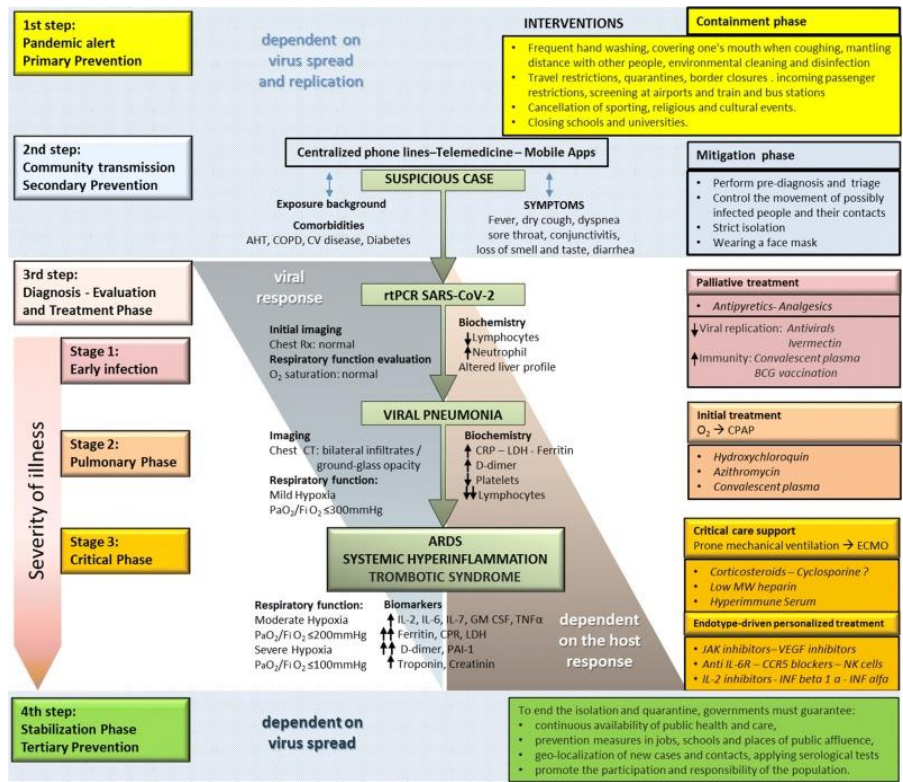 1st step:
Pandemic alert
Primary Prevention
dependent on
virus spread
and replication
INTERVENTIONS
Containment phase
• Frequent hand washing, covering one's mouth when coughing, mantling
distance with other people, environmental cleaning and disinfection
• Travel restrictions, quarantines, border closures . incoming passenger
restrictions, screening at airports and train and bus stations
• Cancellation of sporting, religious and cultural events.
• Closing schools and universities.
2nd step:
Community transmission
Secondary Prevention
Centralized phone lines–Telemedicine – Mobile Apps
SUSPICIOUS CASE
Exposure background
Comorbidities
AHT, COPD, CV disease, Diabetes
SYMPTOMS
Fever, dry cough, dyspnea
sore throat, conjunctivitis,
loss of smell and taste, diarrhea
Mitigation phase
• Perform pre-diagnosis and triage
• Control the movement of possibly
infected people and their contacts
• Strict isolation
• Wearing a face mask
3rd step:
Diagnosis - Evaluation
and Treatment Phase
viral
response
rtPCR SARS-CoV-2
Initial imaging
Chest Rx: normal
Respiratory function evaluation
O₂ saturation: normal
Biochemistry
↓Lymphocytes
↑Neutrophil
Altered liver profile
Palliative treatment
• Antipyretics- Analgesics
↓Viral replication: Antivirals
Ivermectin
↑Immunity: Convalescent plasma
BCG vaccination
Severity of illness
Stage 1:
Early infection
VIRAL PNEUMONIA
Imaging
Chest CT: bilateral infiltrates /
ground-glass opacity
Respiratory function:
Mild Hypoxia
PaO2/Fi O₂ ≤300mmHg
Biochemistry
↑ CRP – LDH - Ferritin
↑ D-dimer
↓ Platelets
↓↓Lymphocytes
Stage 2:
Pulmonary Phase
Initial treatment
O₂ → CPAP
• Hydroxychloroquin
• Azithromycin
• Convalescent plasma
Stage 3:
Critical Phase
ARDS
SYSTEMIC HYPERINFLAMMATION
TROMBOTIC SYNDROME
Respiratory function:
Moderate Hypoxia
PaO2/Fi O₂ ≤200mmHg
Severe Hypoxia
PaO2/Fi O₂ ≤100mmHg
Biomarkers
↑ IL-2, IL-6, IL-7, GM CSF, TNFα
↑↑ Ferritin, CPR, LDH
↑↑ D-dimer, PAI-1
↑ Troponin, Creatinin
dependent
on the host
response
Critical care support
Prone mechanical ventilation → ECMO
• Corticosteroids – Cyclosporine ?
• Low MW heparin
• Hyperimmune Serum
Endotype-driven personalized treatment
• JAK inhibitors– VEGF inhibitors
• Anti IL-6R – CCR5 blockers – NK cells
• IL-2 inhibitors - INF beta 1 α - INF alfa
4th step:
Stabilization Phase
Tertiary Prevention
dependent on
virus spread
To end the isolation and quarantine, governments must guarantee:
• continuous availability of public health and care,
• prevention measures in jobs, schools and places of public affluence,
• geo-localization of new cases and contacts, applying serological tests
• promote the participation and responsibility of the population.